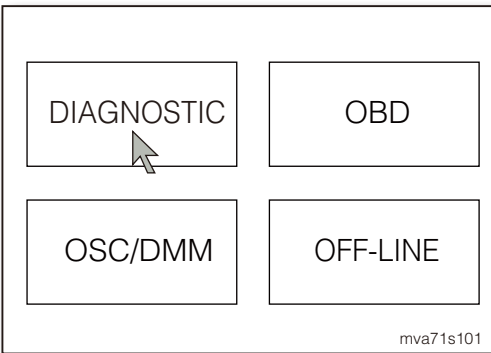 DIAGNOSTIC
OBD
OSC/DMM
OFF-LINE
mva71s101